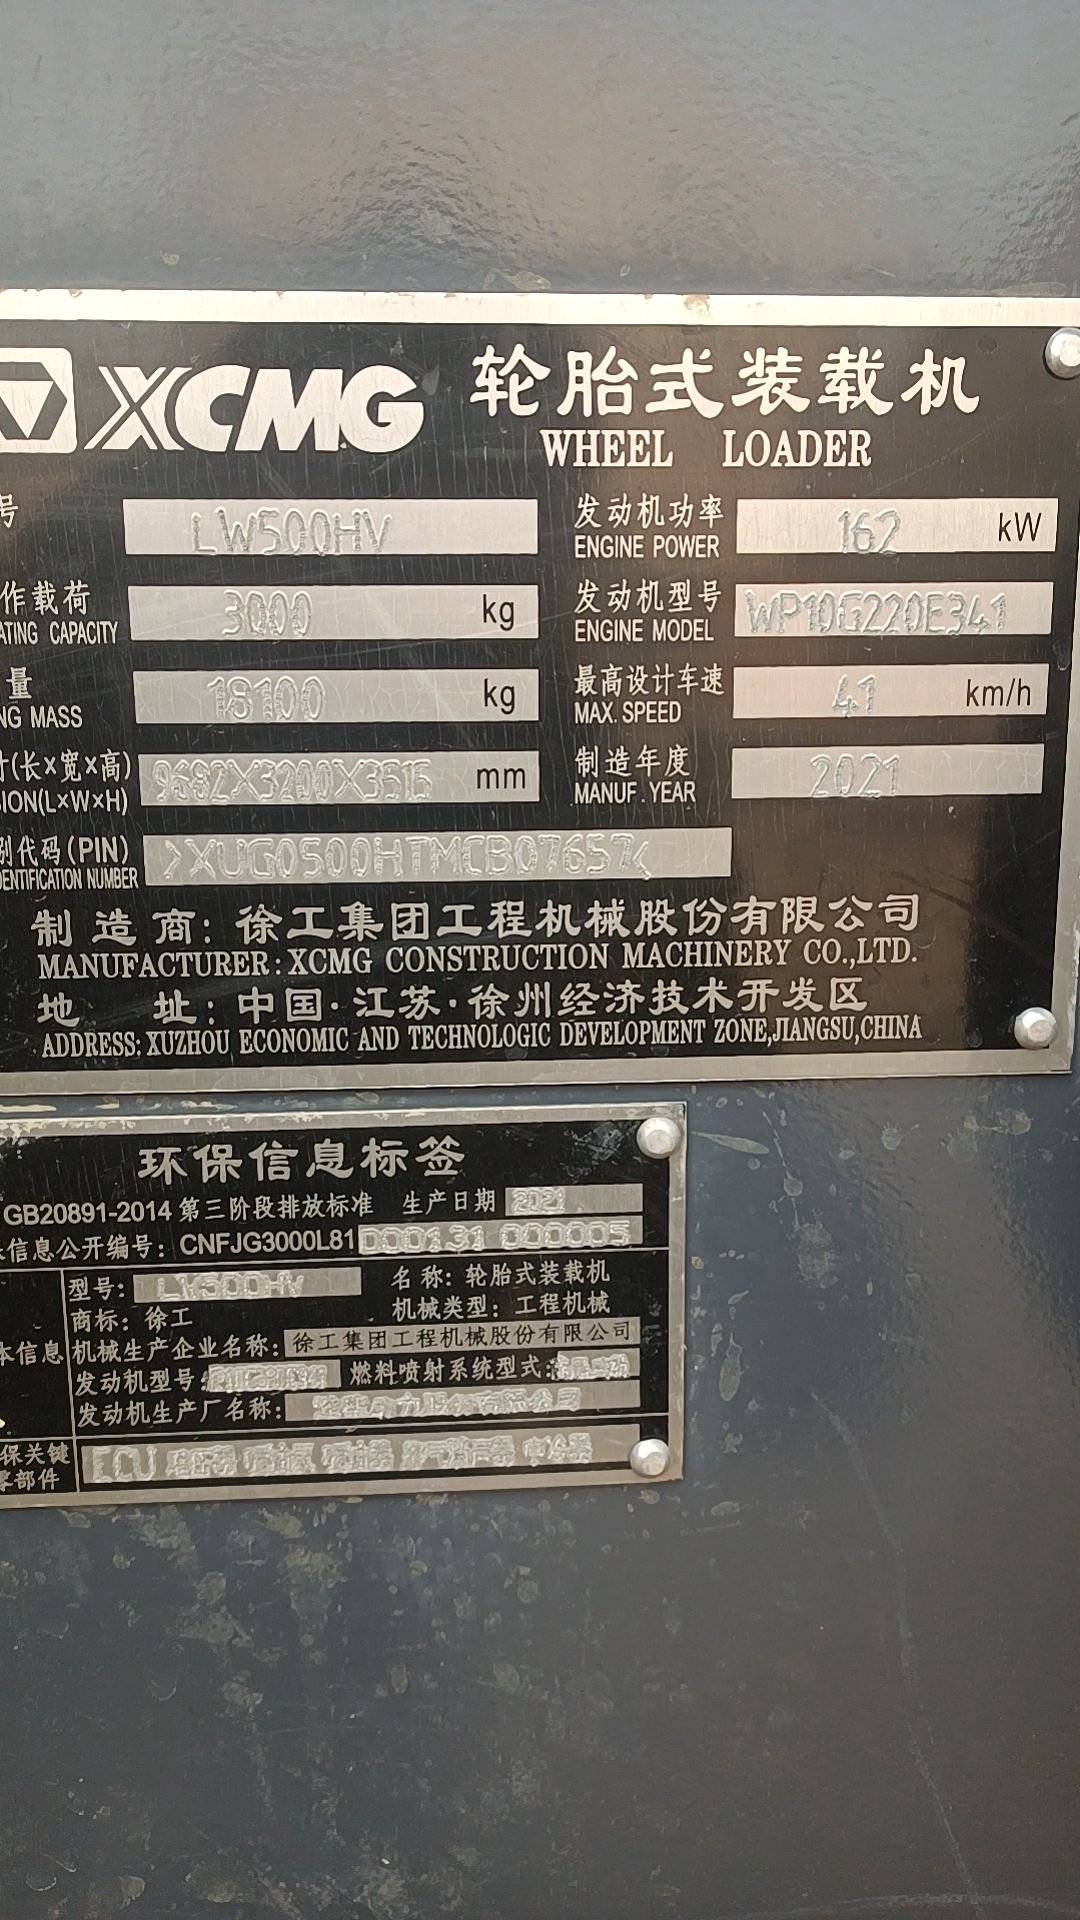 XCMG 轮胎式装载机
WHEEL LOADER
号 LW500HV 发动机功率 162 kW
ENGINE POWER
作载荷 3000 kg 发动机型号 WP10G220E341
ATING CAPACITY ENGINE MODEL
量 18100 kg 最高设计车速 41 km/h
NG MASS MAX. SPEED
(长×宽×高) 9682X3200X3515 mm 制造年度 2021
SION(L×W×H) MANUF.YEAR
别代码(PIN) >XUG0500HTMCB07657<
DENTIFICATION NUMBER
制造商:徐工集团工程机械股份有限公司
MANUFACTURER:XCMG CONSTRUCTION MACHINERY CO.,LTD.
地 址:中国·江苏·徐州经济技术开发区
ADDRESS: XUZHOU ECONOMIC AND TECHNOLOGIC DEVELOPMENT ZONE,JIANGSU,CHINA
环保信息标签
GB20891-2014 第三阶段排放标准 生产日期 2021
信息公开编号: CNFJG3000L81000131 000005
型号: LW500HV 名 称: 轮胎式装载机
商标: 徐工 机械类型: 工程机械
本信息 机械生产企业名称: 徐工集团工程机械股份有限公司
发动机型号: 燃料喷射系统型式:
发动机生产厂名称: 动力股份有限公司
保关键
零部件 ECU